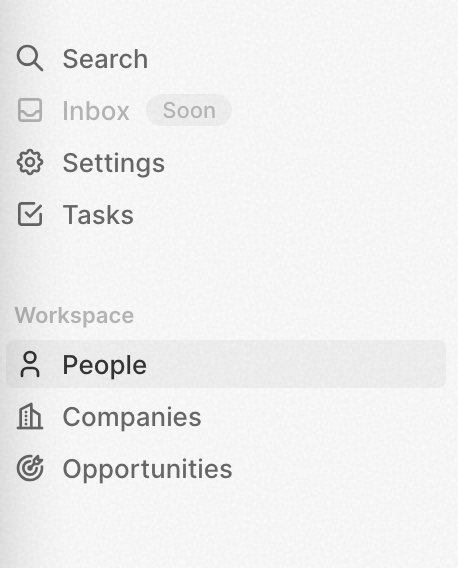 Search
Inbox Soon
Settings
Tasks
Workspace
People
Companies
Opportunities